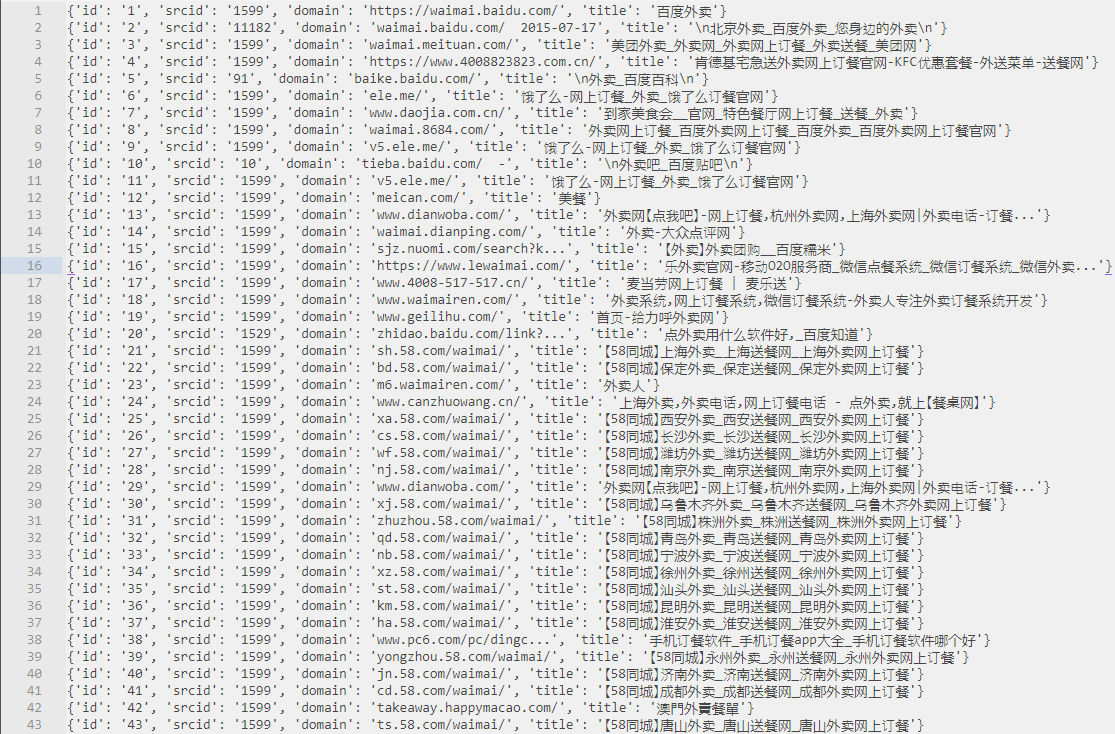 1 {'id': '1', 'srcid': '1599', 'domain': 'https://waimai.baidu.com/', 'title': '百度外卖'}
2 {'id': '2', 'srcid': '11182', 'domain': 'waimai.baidu.com/  2015-07-17', 'title': '\n北京外卖_百度外卖_您身边的外卖\n'}
3 {'id': '3', 'srcid': '1599', 'domain': 'waimai.meituan.com/', 'title': '美团外卖_外卖网_外卖网上订餐_外卖送餐_美团网'}
4 {'id': '4', 'srcid': '1599', 'domain': 'https://www.4008823823.com.cn/', 'title': '肯德基宅急送外卖网上订餐官网-KFC优惠套餐-外送菜单-送餐网'}
5 {'id': '5', 'srcid': '91', 'domain': 'baike.baidu.com/', 'title': '\n外卖_百度百科\n'}
6 {'id': '6', 'srcid': '1599', 'domain': 'ele.me/', 'title': '饿了么-网上订餐_外卖_饿了么订餐官网'}
7 {'id': '7', 'srcid': '1599', 'domain': 'www.daojia.com.cn/', 'title': '到家美食会__官网_特色餐厅网上订餐_送餐_外卖'}
8 {'id': '8', 'srcid': '1599', 'domain': 'waimai.8684.com/', 'title': '外卖网上订餐_百度外卖网上订餐_百度外卖_百度外卖网上订餐官网'}
9 {'id': '9', 'srcid': '1599', 'domain': 'v5.ele.me/', 'title': '饿了么-网上订餐_外卖_饿了么订餐官网'}
10 {'id': '10', 'srcid': '10', 'domain': 'tieba.baidu.com/  -', 'title': '\n外卖吧_百度贴吧\n'}
11 {'id': '11', 'srcid': '1599', 'domain': 'v5.ele.me/', 'title': '饿了么-网上订餐_外卖_饿了么订餐官网'}
12 {'id': '12', 'srcid': '1599', 'domain': 'meican.com/', 'title': '美餐'}
13 {'id': '13', 'srcid': '1599', 'domain': 'www.dianwoba.com/', 'title': '外卖网【点我吧】-网上订餐,杭州外卖网,上海外卖网|外卖电话-订餐...'}
14 {'id': '14', 'srcid': '1599', 'domain': 'waimai.dianping.com/', 'title': '外卖-大众点评网'}
15 {'id': '15', 'srcid': '1599', 'domain': 'sjz.nuomi.com/search?k...', 'title': '【外卖】外卖团购__百度糯米'}
16 {'id': '16', 'srcid': '1599', 'domain': 'https://www.lewaimai.com/', 'title': '乐外卖官网-移动O2O服务商_微信点餐系统_微信订餐系统_微信外卖...'}
17 {'id': '17', 'srcid': '1599', 'domain': 'www.4008-517-517.cn/', 'title': '麦当劳网上订餐 | 麦乐送'}
18 {'id': '18', 'srcid': '1599', 'domain': 'www.waimairen.com/', 'title': '外卖系统,网上订餐系统,微信订餐系统-外卖人专注外卖订餐系统开发'}
19 {'id': '19', 'srcid': '1599', 'domain': 'www.geilihu.com/', 'title': '首页-给力呼外卖网'}
20 {'id': '20', 'srcid': '1529', 'domain': 'zhidao.baidu.com/link?...', 'title': '点外卖用什么软件好,_百度知道'}
21 {'id': '21', 'srcid': '1599', 'domain': 'sh.58.com/waimai/', 'title': '【58同城】上海外卖_上海送餐网_上海外卖网上订餐'}
22 {'id': '22', 'srcid': '1599', 'domain': 'bd.58.com/waimai/', 'title': '【58同城】保定外卖_保定送餐网_保定外卖网上订餐'}
23 {'id': '23', 'srcid': '1599', 'domain': 'm6.waimairen.com/', 'title': '外卖人'}
24 {'id': '24', 'srcid': '1599', 'domain': 'www.canzhuowang.cn/', 'title': '上海外卖,外卖电话,网上订餐电话 - 点外卖,就上【餐桌网】'}
25 {'id': '25', 'srcid': '1599', 'domain': 'xa.58.com/waimai/', 'title': '【58同城】西安外卖_西安送餐网_西安外卖网上订餐'}
26 {'id': '26', 'srcid': '1599', 'domain': 'cs.58.com/waimai/', 'title': '【58同城】长沙外卖_长沙送餐网_长沙外卖网上订餐'}
27 {'id': '27', 'srcid': '1599', 'domain': 'wf.58.com/waimai/', 'title': '【58同城】潍坊外卖_潍坊送餐网_潍坊外卖网上订餐'}
28 {'id': '28', 'srcid': '1599', 'domain': 'nj.58.com/waimai/', 'title': '【58同城】南京外卖_南京送餐网_南京外卖网上订餐'}
29 {'id': '29', 'srcid': '1599', 'domain': 'www.dianwoba.com/', 'title': '外卖网【点我吧】-网上订餐,杭州外卖网,上海外卖网|外卖电话-订餐...'}
30 {'id': '30', 'srcid': '1599', 'domain': 'xj.58.com/waimai/', 'title': '【58同城】乌鲁木齐外卖_乌鲁木齐送餐网_乌鲁木齐外卖网上订餐'}
31 {'id': '31', 'srcid': '1599', 'domain': 'zhuzhou.58.com/waimai/', 'title': '【58同城】株洲外卖_株洲送餐网_株洲外卖网上订餐'}
32 {'id': '32', 'srcid': '1599', 'domain': 'qd.58.com/waimai/', 'title': '【58同城】青岛外卖_青岛送餐网_青岛外卖网上订餐'}
33 {'id': '33', 'srcid': '1599', 'domain': 'nb.58.com/waimai/', 'title': '【58同城】宁波外卖_宁波送餐网_宁波外卖网上订餐'}
34 {'id': '34', 'srcid': '1599', 'domain': 'xz.58.com/waimai/', 'title': '【58同城】徐州外卖_徐州送餐网_徐州外卖网上订餐'}
35 {'id': '35', 'srcid': '1599', 'domain': 'st.58.com/waimai/', 'title': '【58同城】汕头外卖_汕头送餐网_汕头外卖网上订餐'}
36 {'id': '36', 'srcid': '1599', 'domain': 'km.58.com/waimai/', 'title': '【58同城】昆明外卖_昆明送餐网_昆明外卖网上订餐'}
37 {'id': '37', 'srcid': '1599', 'domain': 'ha.58.com/waimai/', 'title': '【58同城】淮安外卖_淮安送餐网_淮安外卖网上订餐'}
38 {'id': '38', 'srcid': '1599', 'domain': 'www.pc6.com/pc/dingc...', 'title': '手机订餐软件_手机订餐app大全_手机订餐软件哪个好'}
39 {'id': '39', 'srcid': '1599', 'domain': 'yongzhou.58.com/waimai/', 'title': '【58同城】永州外卖_永州送餐网_永州外卖网上订餐'}
40 {'id': '40', 'srcid': '1599', 'domain': 'jn.58.com/waimai/', 'title': '【58同城】济南外卖_济南送餐网_济南外卖网上订餐'}
41 {'id': '41', 'srcid': '1599', 'domain': 'cd.58.com/waimai/', 'title': '【58同城】成都外卖_成都送餐网_成都外卖网上订餐'}
42 {'id': '42', 'srcid': '1599', 'domain': 'takeaway.happymacao.com/', 'title': '澳門外賣餐單'}
43 {'id': '43', 'srcid': '1599', 'domain': 'ts.58.com/waimai/', 'title': '【58同城】唐山外卖_唐山送餐网_唐山外卖网上订餐'}